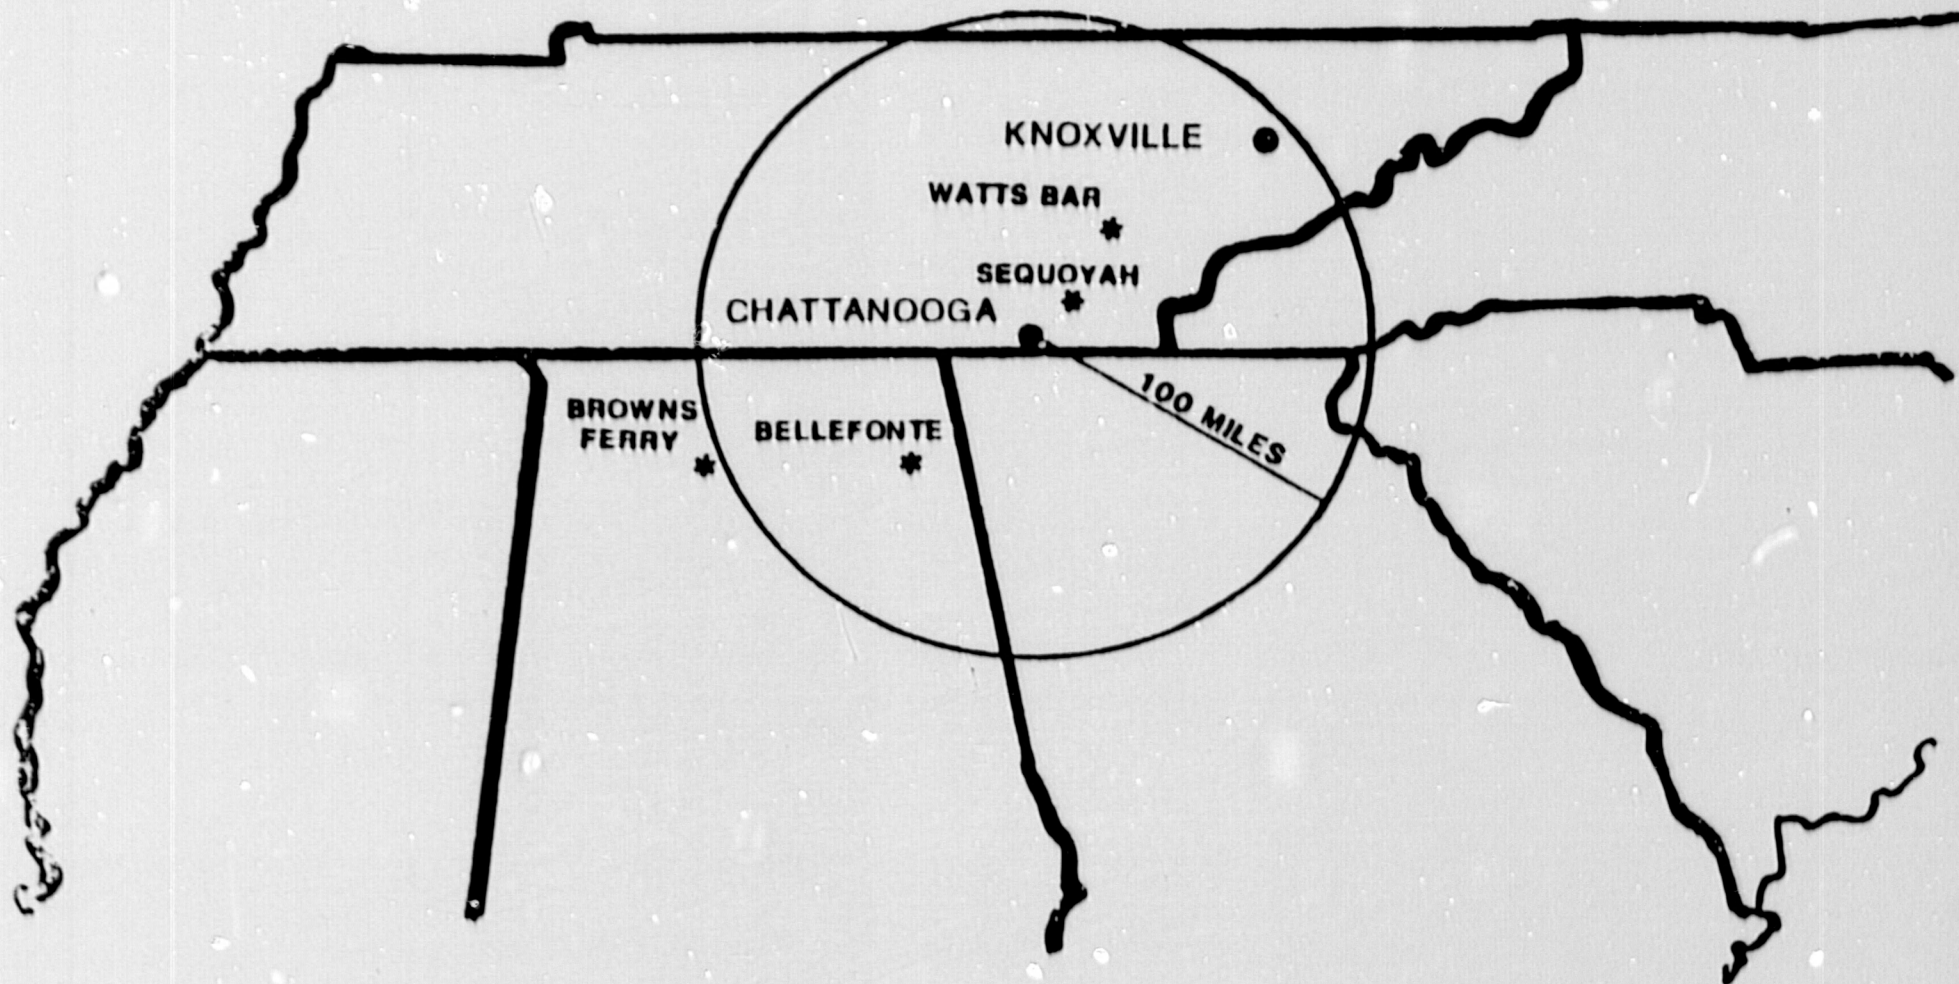 KNOXVILLE
WATTS BAR
SEQUOYAH
CHATTANOOGA
100 MILES
BROWNS
FERRY
BELLEFONTE